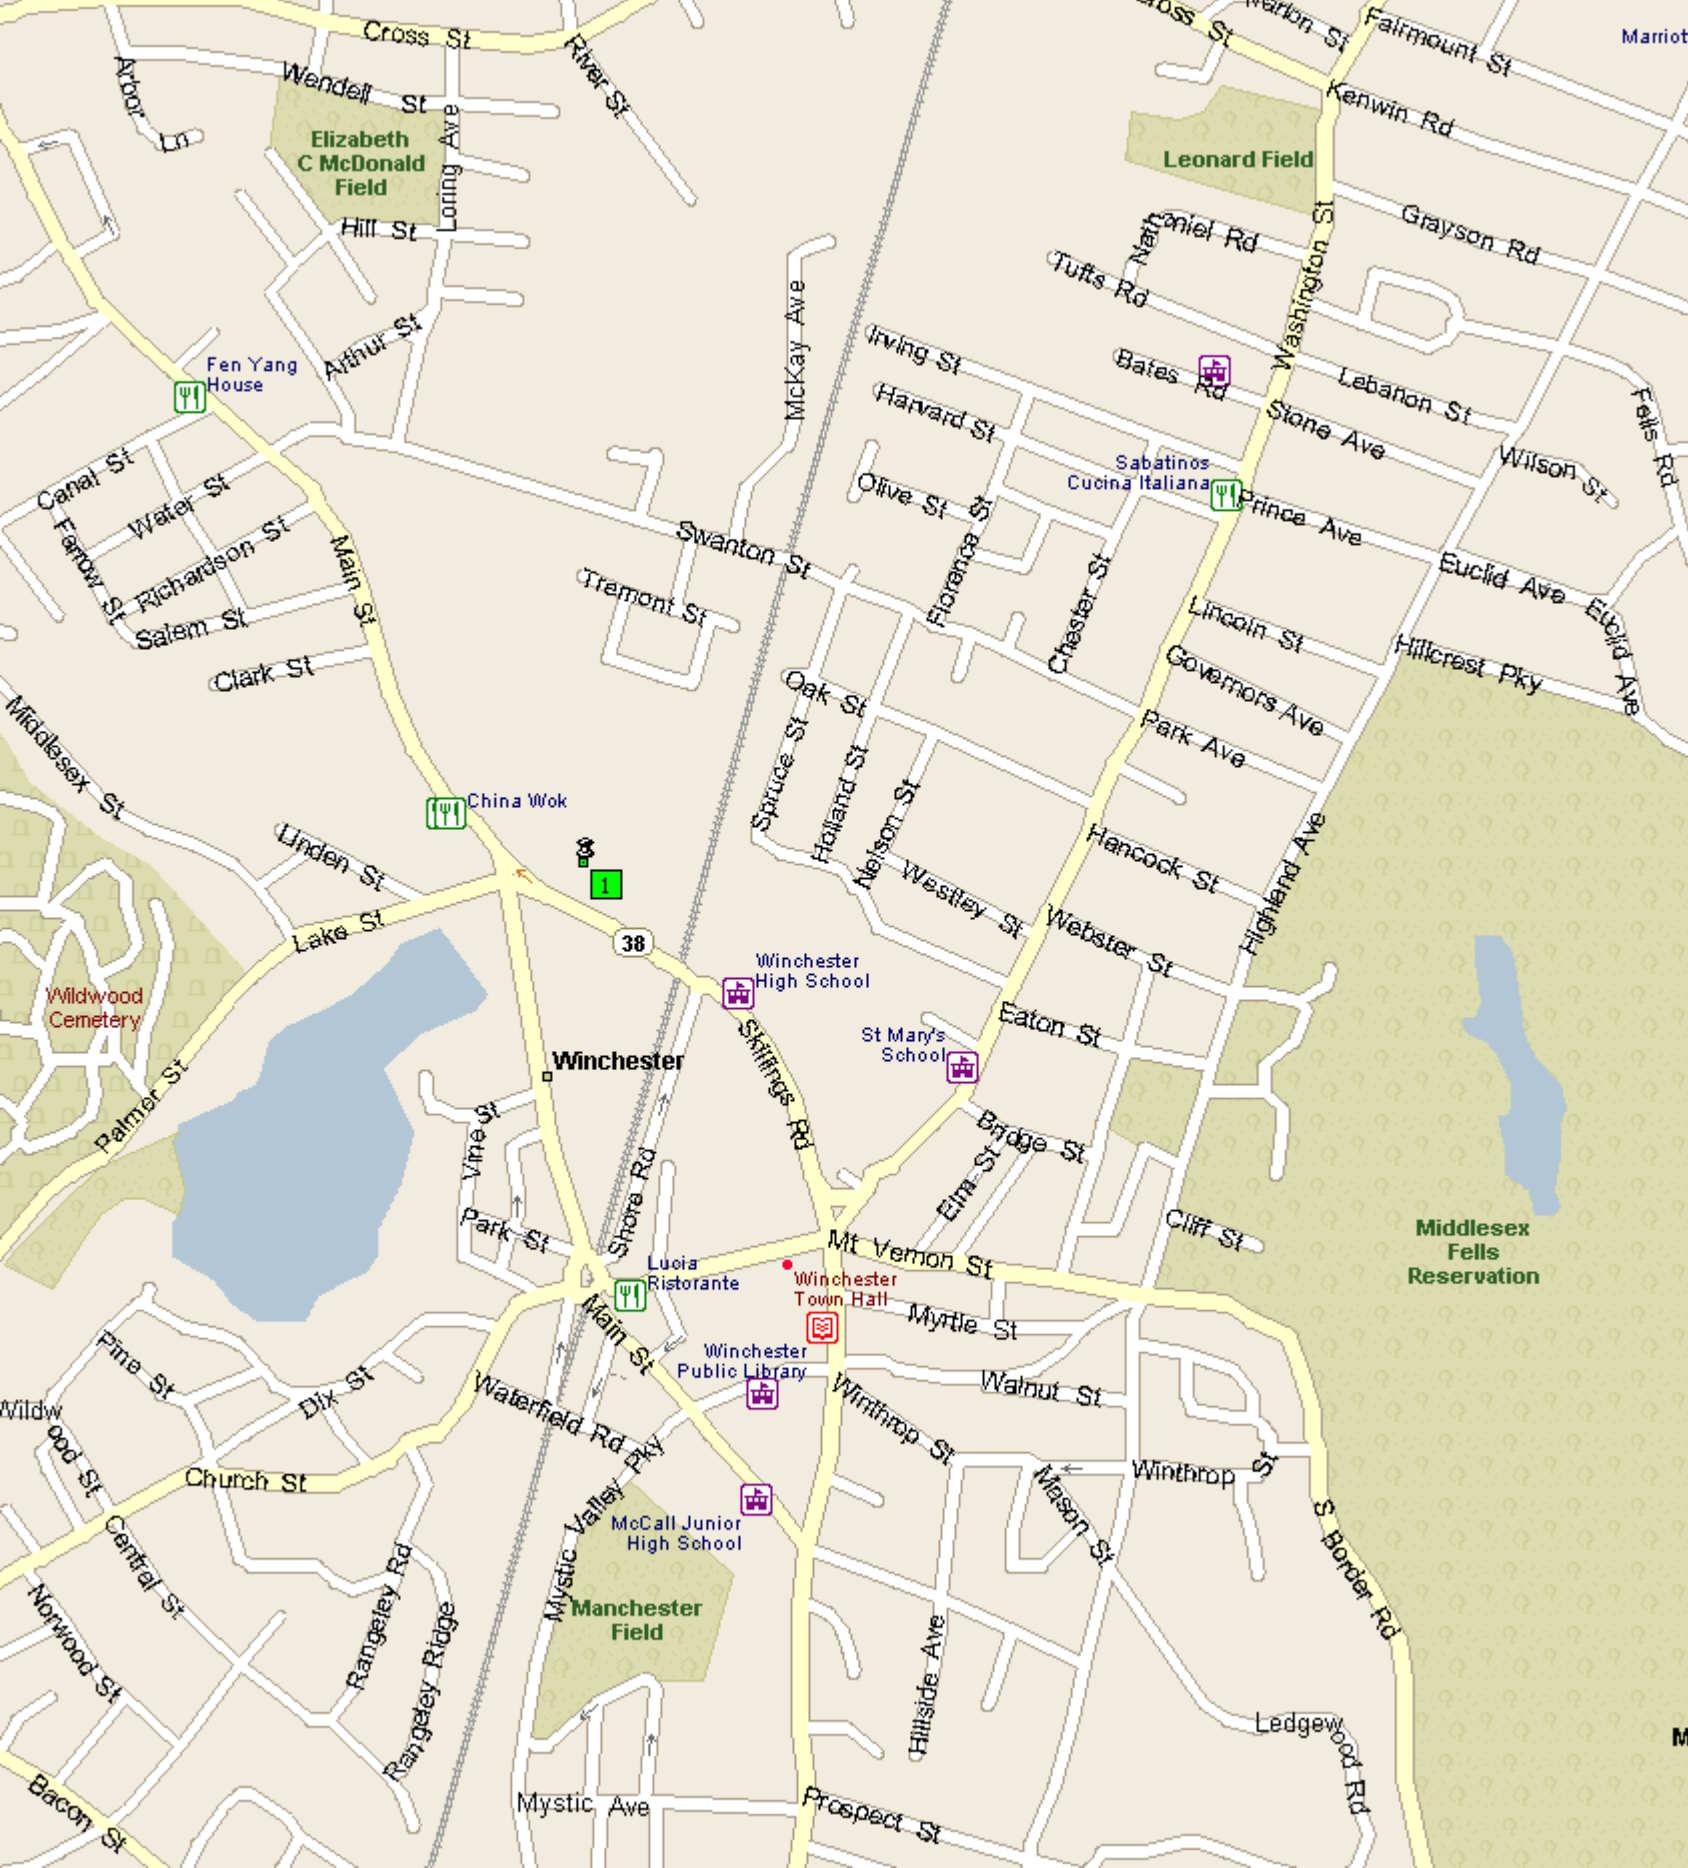 Cross St
Cross St
Marion St
Fairmount St
Marriot
Arbor Ln
Wendell St
River St
Kenwin Rd
Elizabeth
C McDonald
Field
Loring Ave
Leonard Field
Hill St
Nathaniel Rd
Washington St
Grayson Rd
Tufts Rd
McKay Ave
Arthur St
Irving St
Fen Yang
House
Bates Rd
Lebanon St
Fells Rd
Harvard St
Stone Ave
Canal St
Water St
Sabatinos
Cucina Italiana
Wilson St
Olive St
Prince Ave
Farrow St
Richardson St
Main St
Swanton St
Florence St
Euclid Ave
Tremont St
Chester St
Lincoln St
Euclid Ave
Salem St
Hillcrest Pky
Clark St
Governors Ave
Oak St
Middlesex St
Spruce St
Park Ave
Holland St
Nelson St
China Wok
Linden St
Hancock St
Highland Ave
1
Westley St
Lake St
Webster St
38
Winchester
High School
Wildwood
Cemetery
Skillings Rd
Eaton St
St Mary's
School
Winchester
Palmer St
Vine St
Bridge St
Shore Rd
Elm St
Park St
Cliff St
Middlesex
Fells
Reservation
Mt Vernon St
Lucia
Ristorante
Winchester
Town Hall
Main St
Myrtle St
Pine St
Winchester
Public Library
Dix St
Waterfield Rd
Walnut St
Winthrop St
Wildwood St
Church St
Mystic Valley Pky
Winthrop St
Mason St
McCall Junior
High School
S Border Rd
Central St
Rangeley Rd
Norwood St
Manchester
Field
Rangeley Ridge
Hillside Ave
Ledgewood Rd
M
Bacon St
Mystic Ave
Prospect St